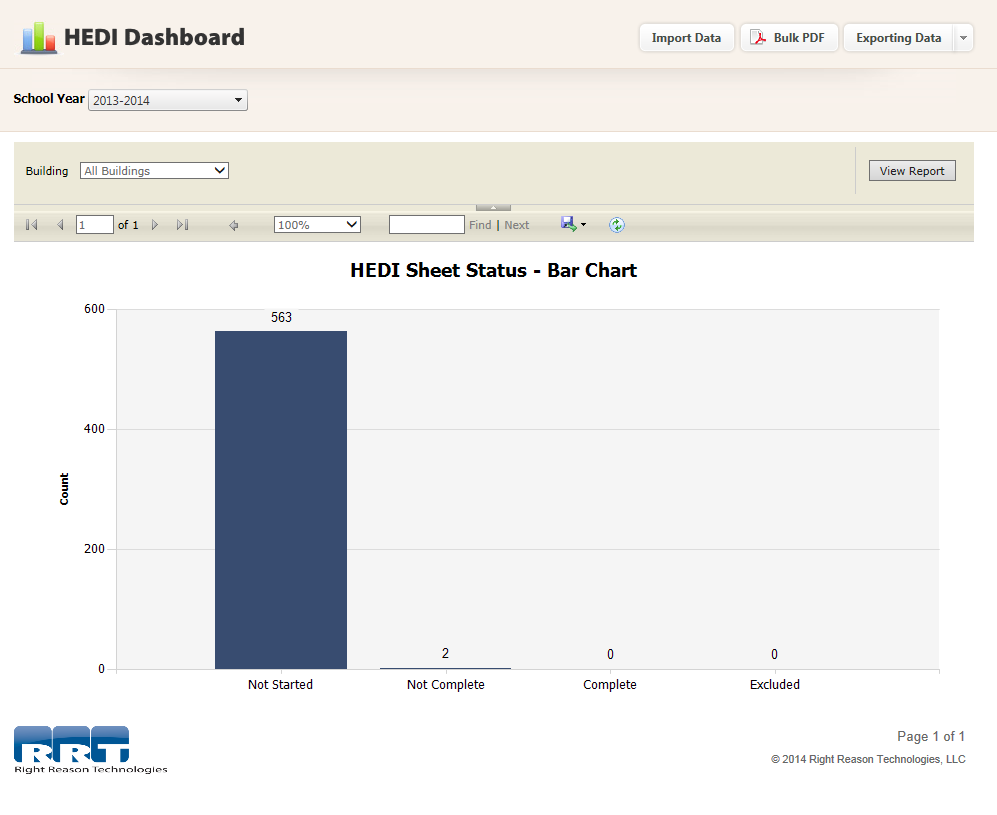 HEDI Dashboard
Import Data
Bulk PDF
Exporting Data
School Year 2013-2014
Building All Buildings
View Report
1 of 1
100%
Find | Next
HEDI Sheet Status - Bar Chart
600
563
400
Count
200
2
0
0
0
Not Started Not Complete Complete Excluded
RRT
Right Reason Technologies
Page 1 of 1
© 2014 Right Reason Technologies, LLC